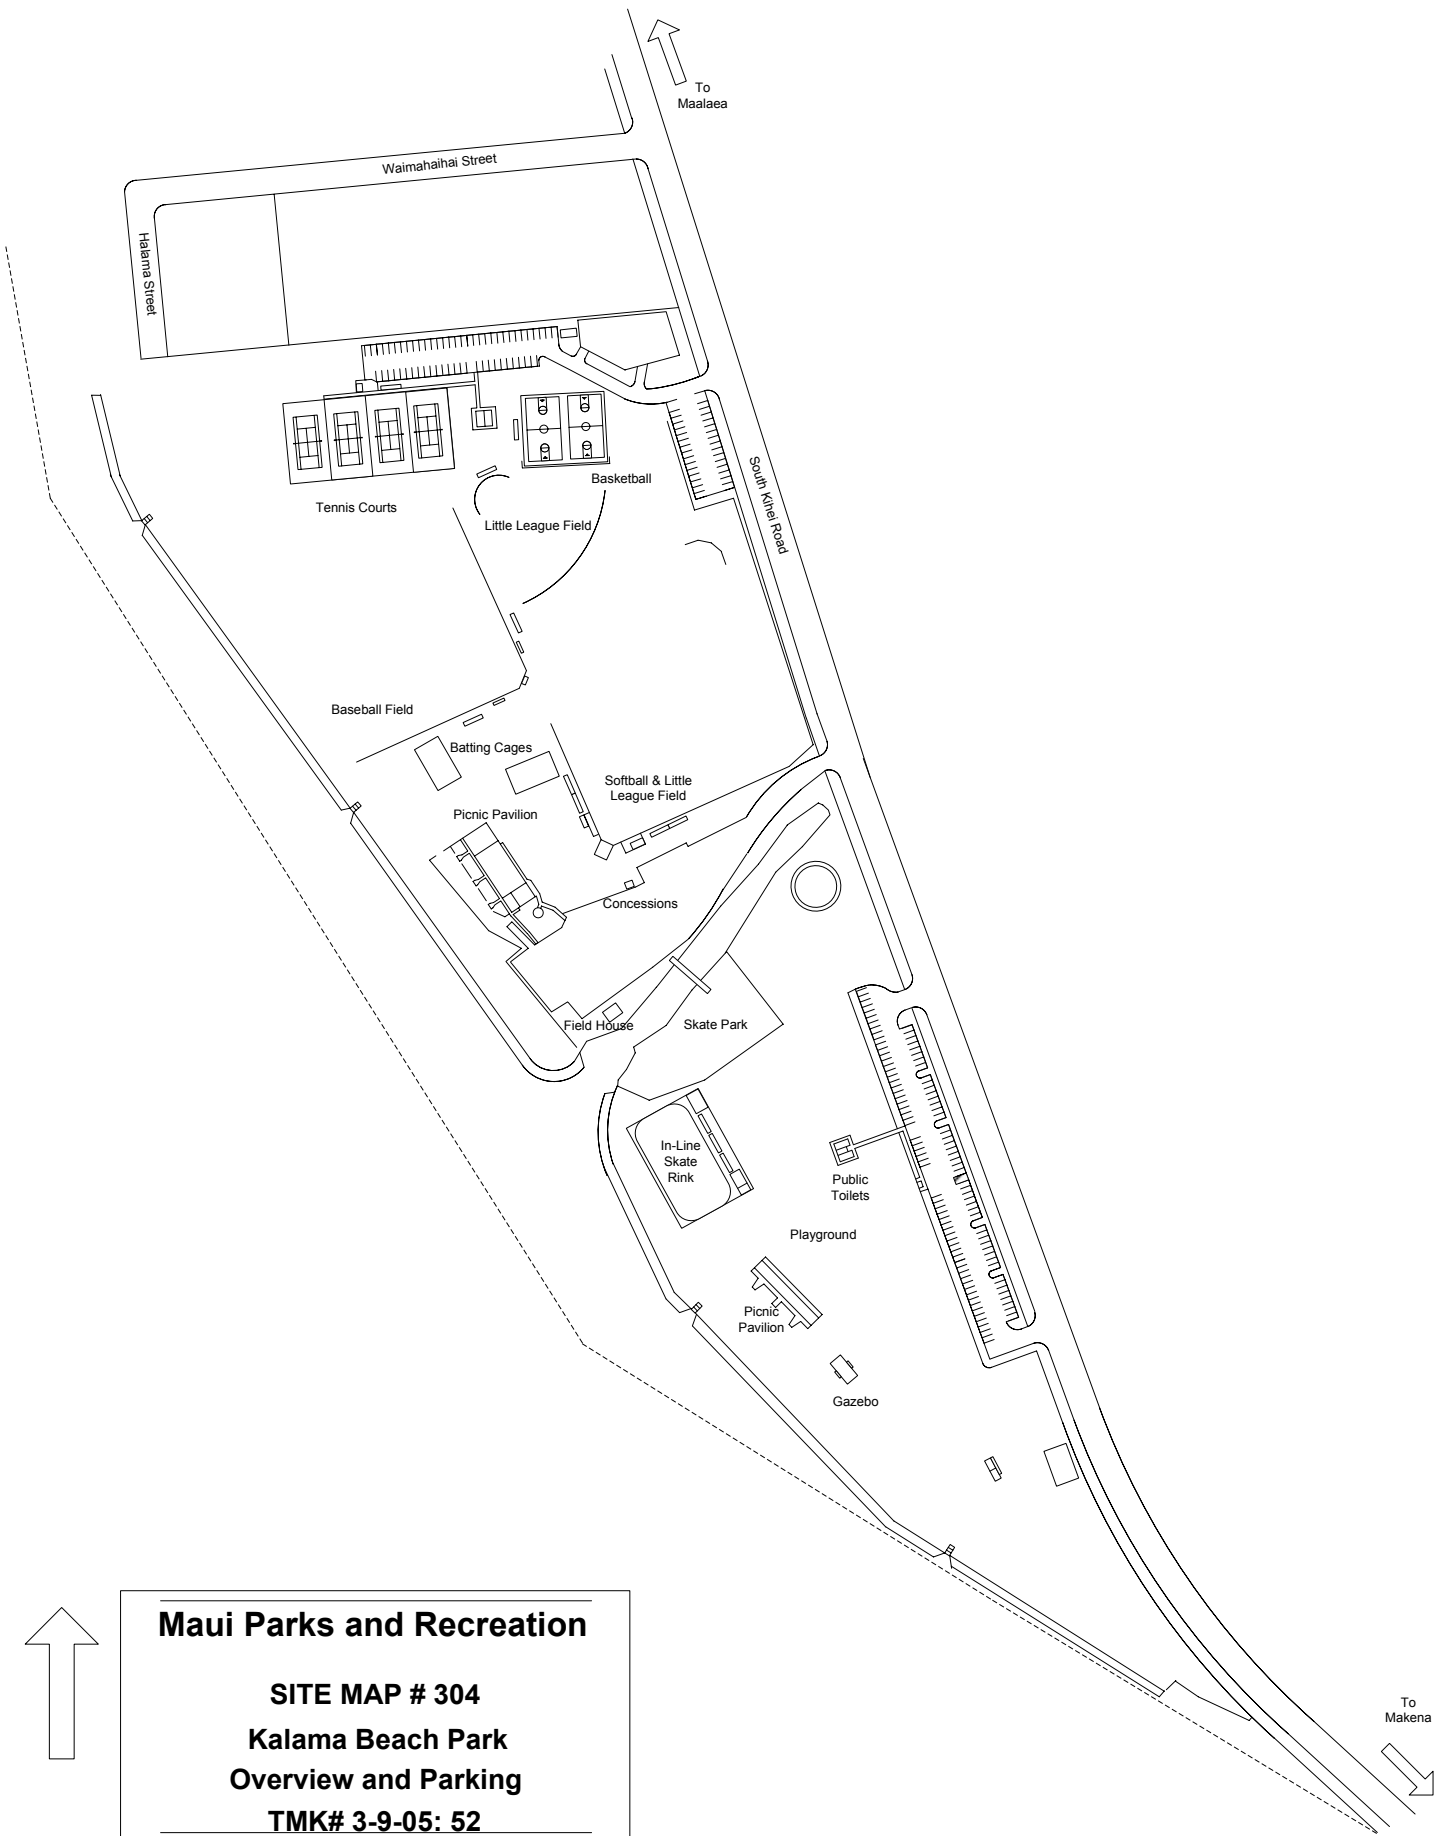 To
Maalaea
Waimahaihai Street
Halama Street
South Kihei Road
Basketball
Tennis Courts
Little League Field
Baseball Field
Batting Cages
Softball & Little
League Field
Picnic Pavilion
Concessions
Field House
Skate Park
In-Line
Skate
Rink
Public
Toilets
Playground
Picnic
Pavilion
Gazebo
To
Makena
Maui Parks and Recreation
SITE MAP # 304
Kalama Beach Park
Overview and Parking
TMK# 3-9-05: 52